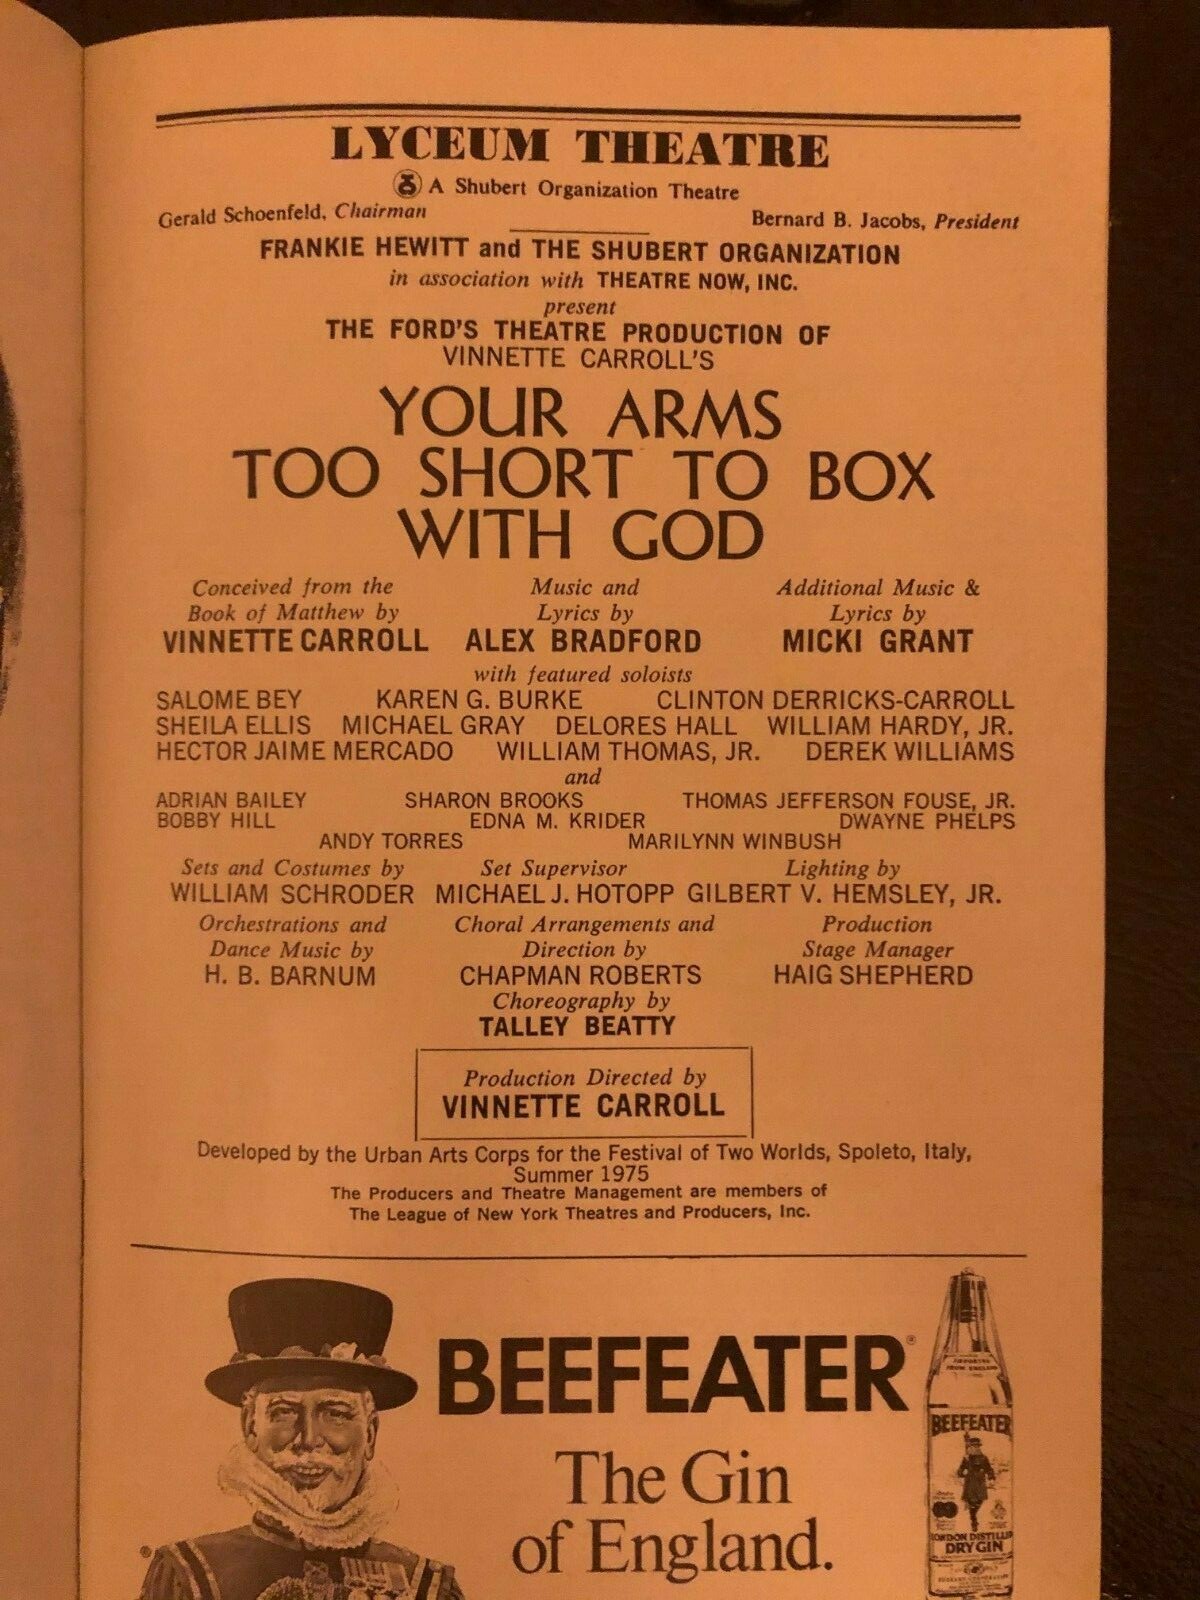 LYCEUM THEATRE
A Shubert Organization Theatre
Gerald Schoenfeld, Chairman Bernard B. Jacobs, President
FRANKIE HEWITT and THE SHUBERT ORGANIZATION
in association with THEATRE NOW, INC.
present
THE FORD'S THEATRE PRODUCTION OF
VINNETTE CARROLL'S
YOUR ARMS
TOO SHORT TO BOX
WITH GOD
Conceived from the Music and Additional Music &
Book of Matthew by Lyrics by Lyrics by
VINNETTE CARROLL ALEX BRADFORD MICKI GRANT
with featured soloists
SALOME BEY KAREN G. BURKE CLINTON DERRICKS-CARROLL
SHEILA ELLIS MICHAEL GRAY DELORES HALL WILLIAM HARDY, JR.
HECTOR JAIME MERCADO WILLIAM THOMAS, JR. DEREK WILLIAMS
and
ADRIAN BAILEY SHARON BROOKS THOMAS JEFFERSON FOUSE, JR.
BOBBY HILL EDNA M. KRIDER DWAYNE PHELPS
ANDY TORRES MARILYNN WINBUSH
Sets and Costumes by Set Supervisor Lighting by
WILLIAM SCHRODER MICHAEL J. HOTOPP GILBERT V. HEMSLEY, JR.
Orchestrations and Choral Arrangements and Production
Dance Music by Direction by Stage Manager
H. B. BARNUM CHAPMAN ROBERTS HAIG SHEPHERD
Choreography by
TALLEY BEATTY
Production Directed by
VINNETTE CARROLL
Developed by the Urban Arts Corps for the Festival of Two Worlds, Spoleto, Italy,
Summer 1975
The Producers and Theatre Management are members of
The League of New York Theatres and Producers, Inc.
BEEFEATER®
The Gin
of England.
IMPORTED
FROM ENGLAND
BEEFEATER
LONDON DISTILLED
DRY GIN